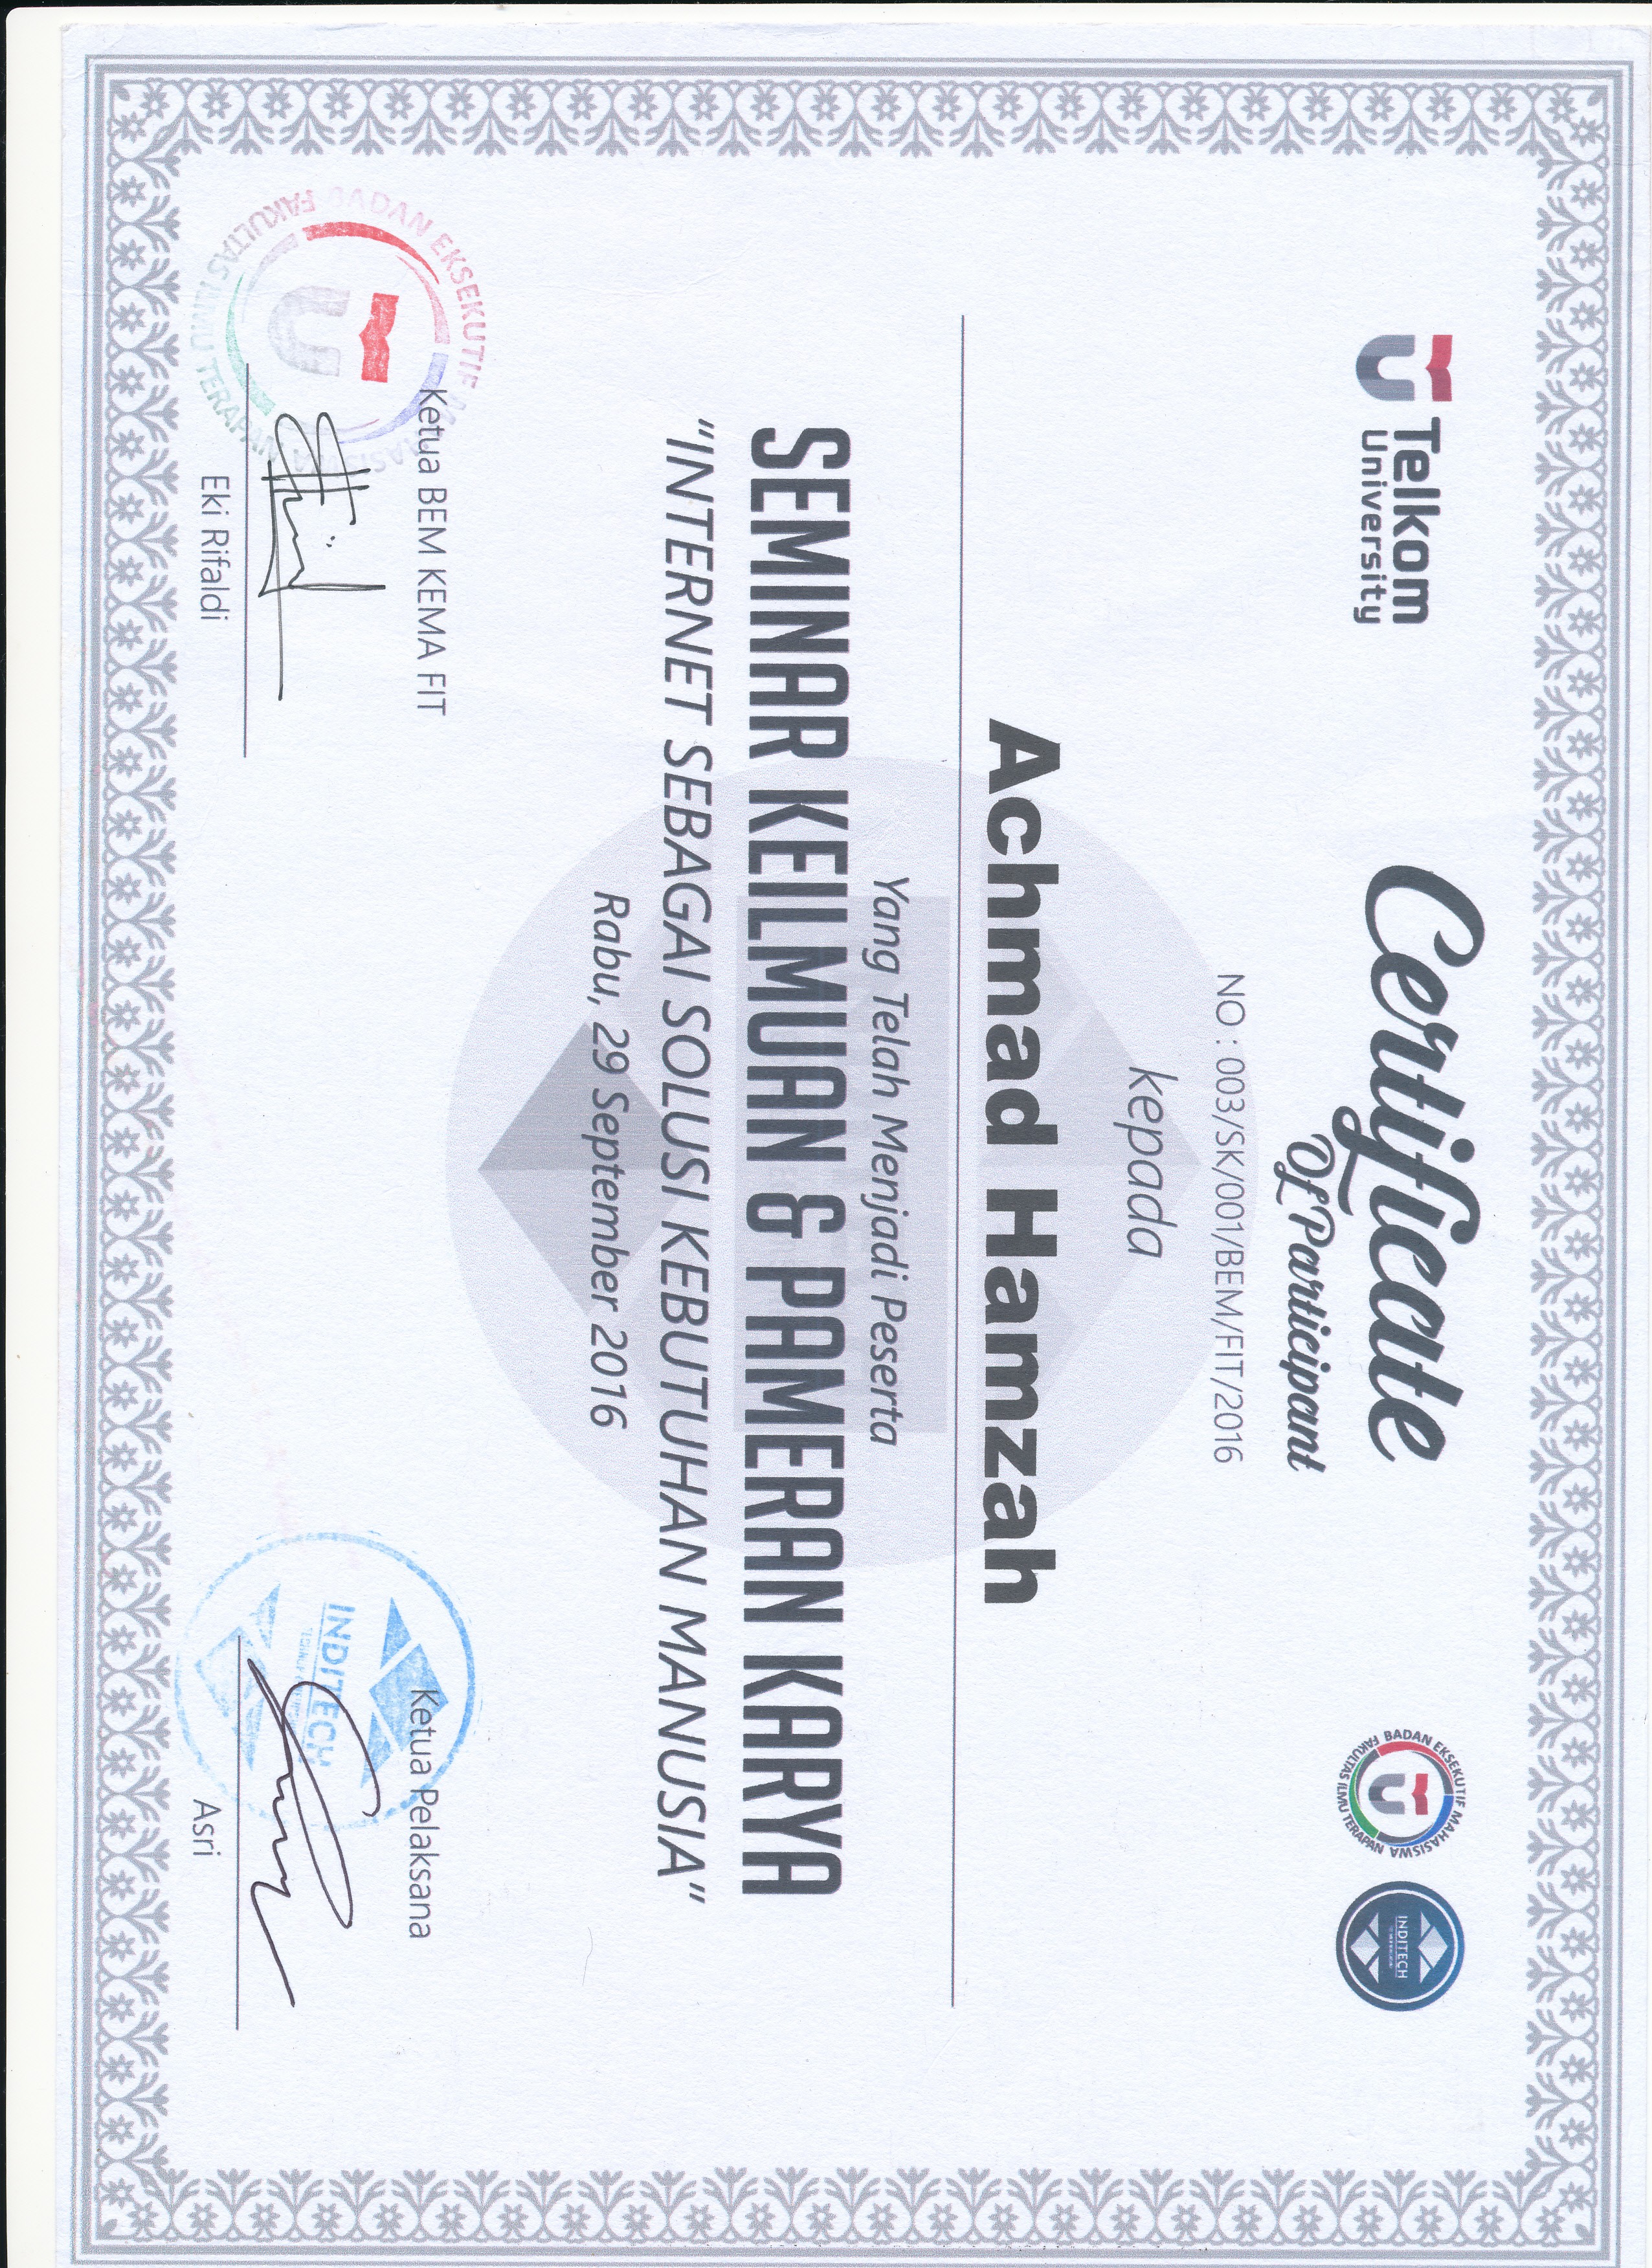 Telkom
University
Certificate
Of Participant
BADAN EKSEKUTIF MAHASISWA
FAKULTAS ILMU TERAPAN
INDITECH
NO : 003/SK/001/BEM/FIT/2016
kepada
Achmad Hamzah
Yang Telah Menjadi Peserta
SEMINAR KEILMUAN & PAMERAN KARYA
“INTERNET SEBAGAI SOLUSI KEBUTUHAN MANUSIA”
Rabu, 29 September 2016
BADAN EKSEKUTIF
FAKULTAS ILMU TERAPAN
Ketua BEM KEMA FIT
Eki Rifaldi
Ketua Pelaksana
INDITECH
Asri